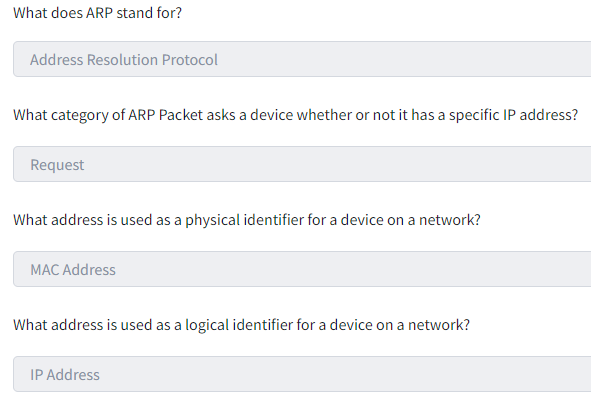 What does ARP stand for?
Address Resolution Protocol
What category of ARP Packet asks a device whether or not it has a specific IP address?
Request
What address is used as a physical identifier for a device on a network?
MAC Address
What address is used as a logical identifier for a device on a network?
IP Address